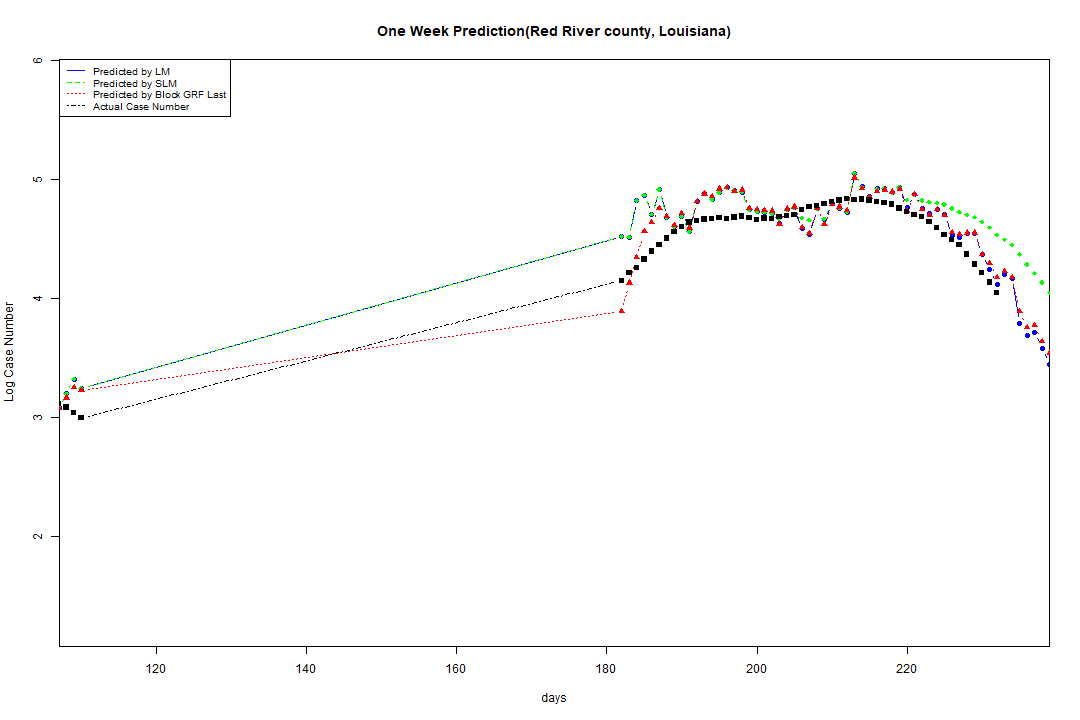 One Week Prediction(Red River county, Louisiana)
Predicted by LM
Predicted by SLM
Predicted by Block GRF Last
Actual Case Number
6
5
4
3
2
Log Case Number
120 140 160 180 200 220
days